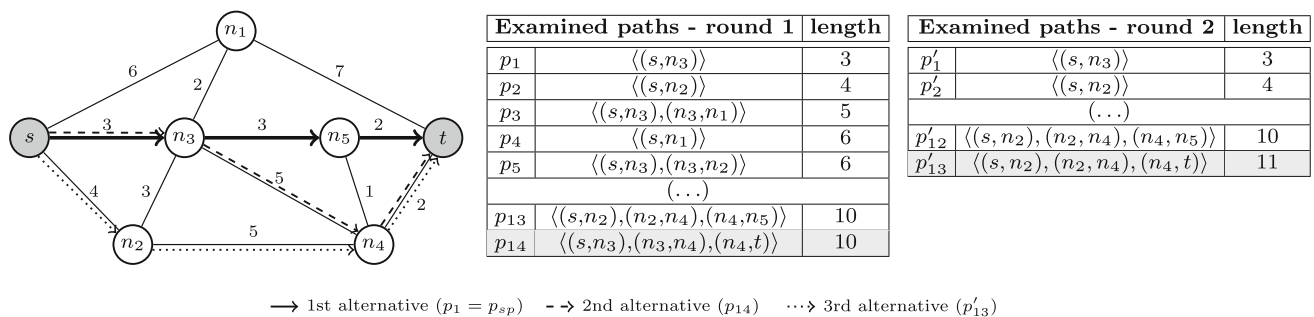 n1
6
7
2
s
3
n3
3
n5
2
t
4
3
5
1
2
n2
5
n4
Examined paths - round 1 length
p1 ⟨(s,n3)⟩ 3
p2 ⟨(s,n2)⟩ 4
p3 ⟨(s,n3),(n3,n1)⟩ 5
p4 ⟨(s,n1)⟩ 6
p5 ⟨(s,n3),(n3,n2)⟩ 6
(...)
p13 ⟨(s,n2),(n2,n4),(n4,n5)⟩ 10
p14 ⟨(s,n3),(n3,n4),(n4,t)⟩ 10
Examined paths - round 2 length
p′1 ⟨(s, n3)⟩ 3
p′2 ⟨(s, n2)⟩ 4
(...)
p′12 ⟨(s, n2), (n2, n4), (n4, n5)⟩ 10
p′13 ⟨(s, n2), (n2, n4), (n4, t)⟩ 11
1st alternative (p1 = psp) 2nd alternative (p14) 3rd alternative (p′13)